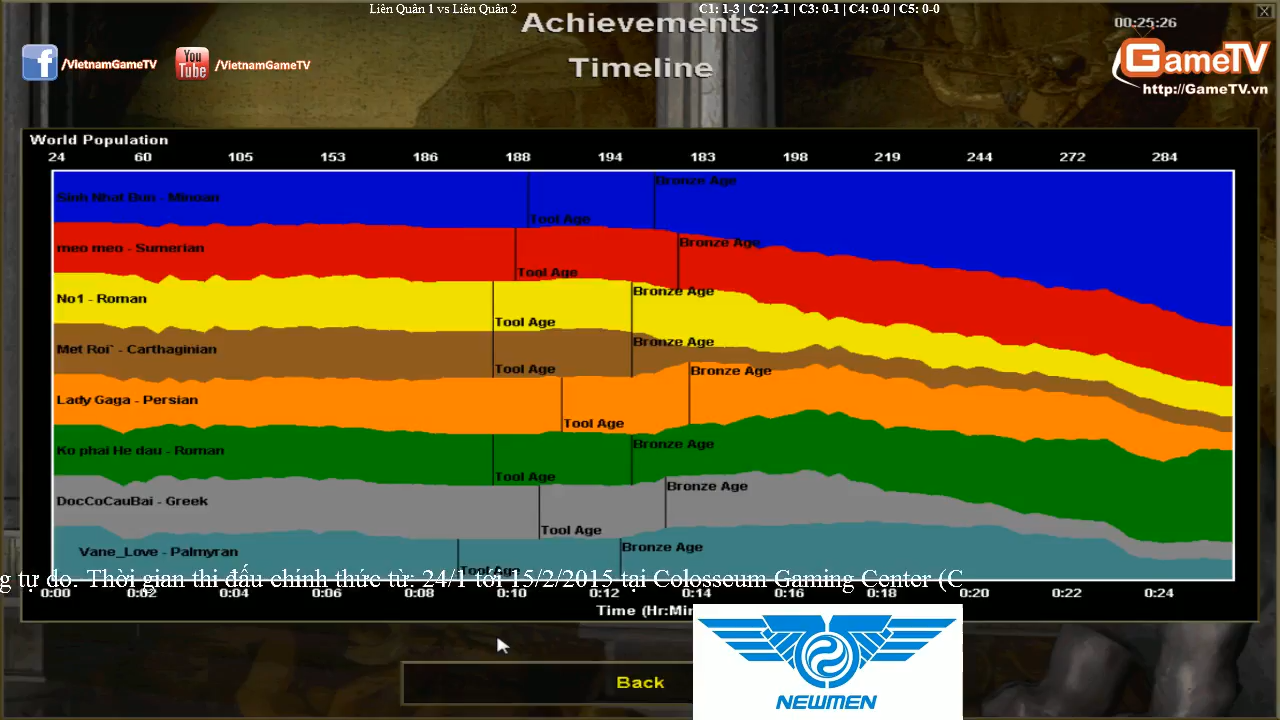 Liên Quân 1 vs Liên Quân 2
C1: 1-3 | C2: 2-1 | C3: 0-1 | C4: 0-0 | C5: 0-0
Achievements
00:25:26
Timeline
/VietnamGameTV
You Tube
/VietnamGameTV
GameTV
http://GameTV.vn
World Population
24 60 105 153 186 188 194 183 198 219 244 272 284
Sinh Nhat Bun - Minoan
Tool Age
Bronze Age
meo meo - Sumerian
Tool Age
Bronze Age
No1 - Roman
Tool Age
Bronze Age
Met Roi` - Carthaginian
Tool Age
Bronze Age
Lady Gaga - Persian
Tool Age
Bronze Age
Ko phai He dau - Roman
Tool Age
Bronze Age
DocCoCauBai - Greek
Tool Age
Bronze Age
Vane_Love - Palmyran
Tool Age
Bronze Age
g tự do. Thời gian thi đấu chính thức từ: 24/1 tới 15/2/2015 tại Colosseum Gaming Center (C
0:00 0:02 0:04 0:06 0:08 0:10 0:12 0:14 0:16 0:18 0:20 0:22 0:24
Time (Hr:Min
Back
NEWMEN